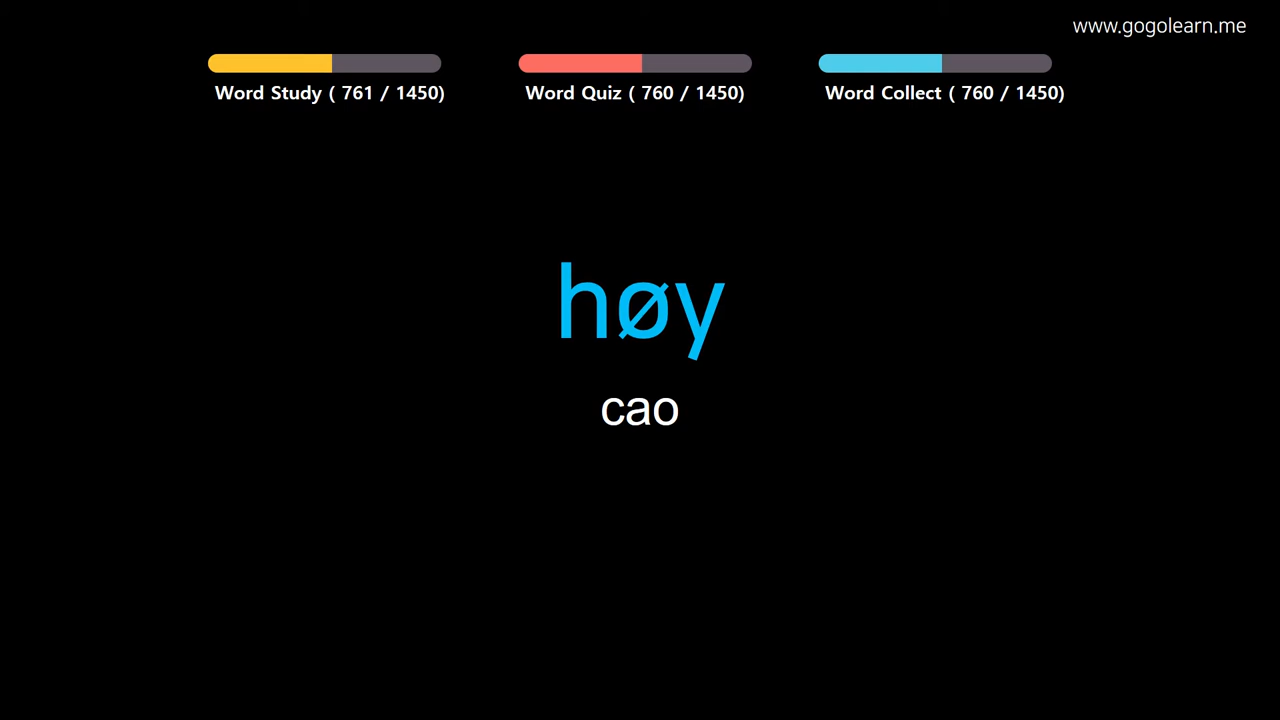 www.gogolearn.me
Word Study ( 761 / 1450)
Word Quiz ( 760 / 1450)
Word Collect ( 760 / 1450)
høy
cao